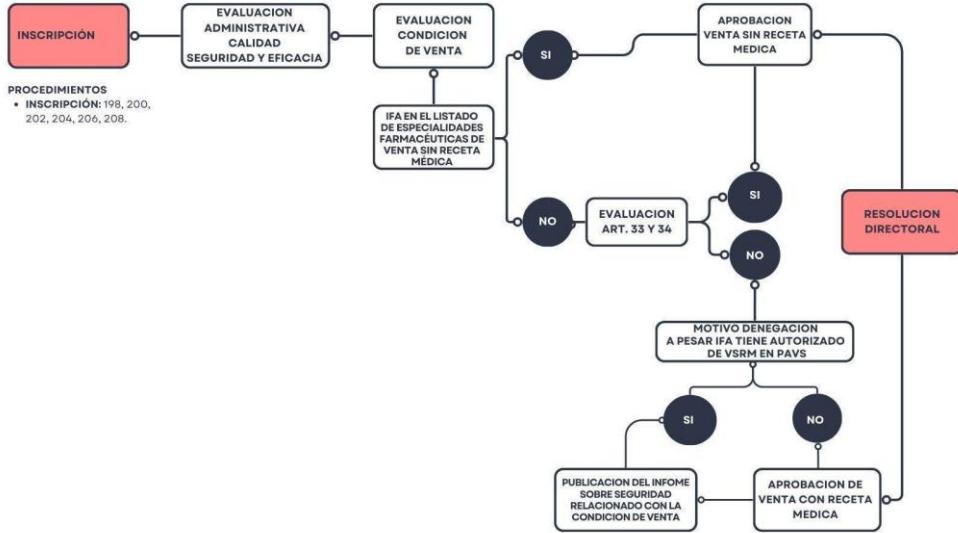 INSCRIPCIÓN
PROCEDIMIENTOS
• INSCRIPCIÓN: 198, 200,
202, 204, 206, 208.
EVALUACION
ADMINISTRATIVA
CALIDAD
SEGURIDAD Y EFICACIA
EVALUACION
CONDICION
DE VENTA
IFA EN EL LISTADO
DE ESPECIALIDADES
FARMACÉUTICAS DE
VENTA SIN RECETA
MÉDICA
SI
APROBACION
VENTA SIN RECETA
MEDICA
NO
EVALUACION
ART. 33 Y 34
SI
NO
RESOLUCION
DIRECTORAL
MOTIVO DENEGACION
A PESAR IFA TIENE AUTORIZADO
DE VSRM EN PAVS
SI
NO
PUBLICACION DEL INFOME
SOBRE SEGURIDAD
RELACIONADO CON LA
CONDICION DE VENTA
APROBACION DE
VENTA CON RECETA
MEDICA